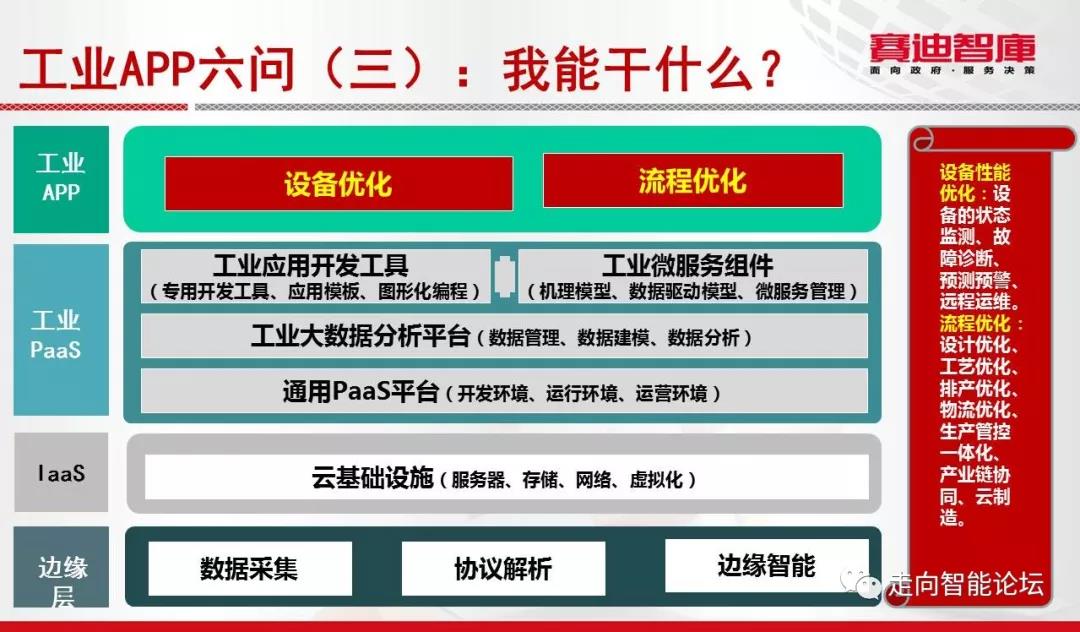 工业APP六问（三）：我能干什么？
賽迪智庫
面向政府·服务决策
工业
APP
设备优化
流程优化
工业
PaaS
工业应用开发工具
（专用开发工具、应用模板、图形化编程）
工业微服务组件
（机理模型、数据驱动模型、微服务管理）
工业大数据分析平台（数据管理、数据建模、数据分析）
通用PaaS平台（开发环境、运行环境、运营环境）
IaaS
云基础设施（服务器、存储、网络、虚拟化）
边缘
层
数据采集
协议解析
边缘智能
设备性能
优化：设
备的状态
监测、故
障诊断、
预测预警、
远程运维。
流程优化：
设计优化、
工艺优化、
排产优化、
物流优化、
生产管控
一体化、
产业链协
同、云制
造。
走向智能论坛